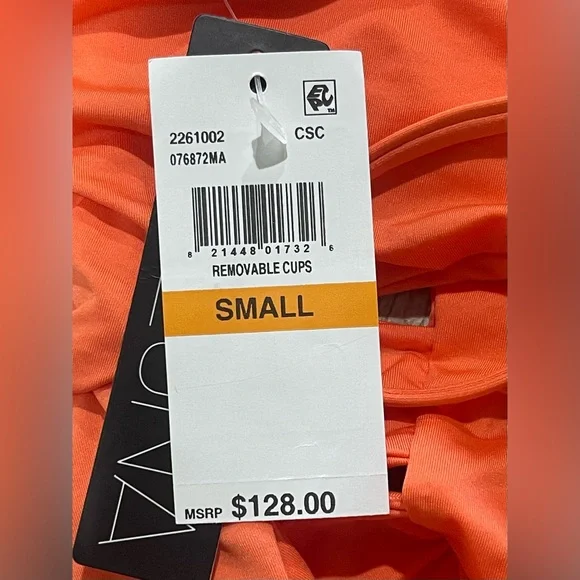 2261002 CSC
076872MA
8 21448 01732 6
REMOVABLE CUPS
SMALL
MSRP $128.00